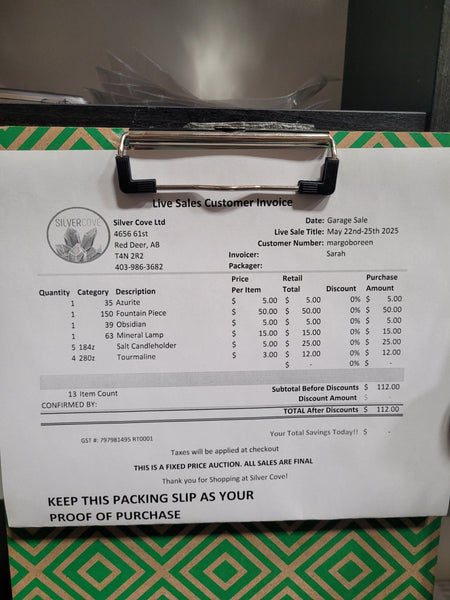 Live Sales Customer Invoice
SILVERCOVE
Silver Cove Ltd
4656 61st
Red Deer, AB
T4N 2R2
403-986-3682
Date: Garage Sale
Live Sale Title: May 22nd-25th 2025
Customer Number: margoboreen
Invoicer: Sarah
Packager:
Quantity Category Description Price Per Item Retail Total Discount Purchase Amount
1 35 Azurite $ 5.00 $ 5.00 0% $ 5.00
1 150 Fountain Piece $ 50.00 $ 50.00 0% $ 50.00
1 39 Obsidian $ 5.00 $ 5.00 0% $ 5.00
1 63 Mineral Lamp $ 15.00 $ 15.00 0% $ 15.00
5 184z Salt Candleholder $ 5.00 $ 25.00 0% $ 25.00
4 280z Tourmaline $ 3.00 $ 12.00 0% $ 12.00
$ - 0% $ -
13 Item Count
Subtotal Before Discounts $ 112.00
CONFIRMED BY:
Discount Amount $ -
TOTAL After Discounts $ 112.00
GST #: 797981495 RT0001
Your Total Savings Today!! $ -
Taxes will be applied at checkout
THIS IS A FIXED PRICE AUCTION. ALL SALES ARE FINAL
Thank you for Shopping at Silver Cove!
KEEP THIS PACKING SLIP AS YOUR
PROOF OF PURCHASE